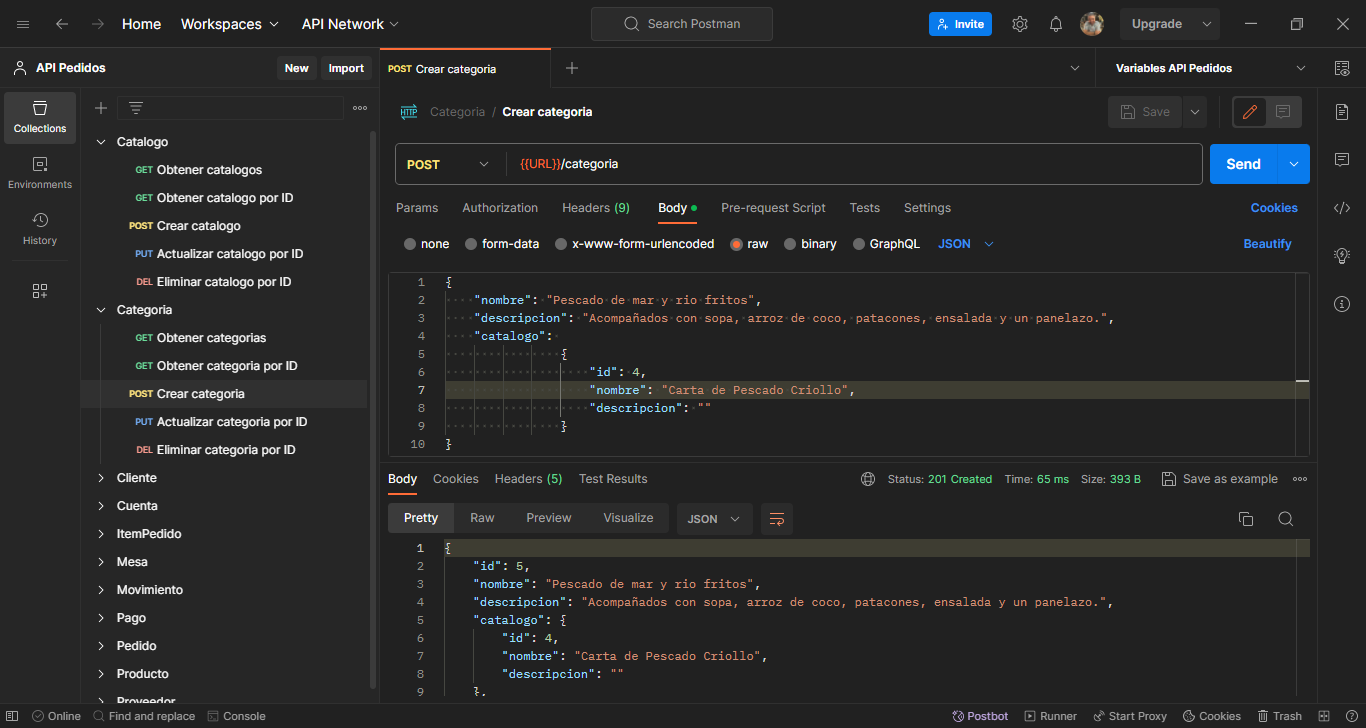 Home
Workspaces
API Network
Search Postman
Invite
Upgrade
API Pedidos
New
Import
POST Crear categoria
Variables API Pedidos
Collections
Environments
History
Catalogo
GET Obtener catalogos
GET Obtener catalogo por ID
POST Crear catalogo
PUT Actualizar catalogo por ID
DEL Eliminar catalogo por ID
Categoria
GET Obtener categorias
GET Obtener categoria por ID
POST Crear categoria
PUT Actualizar categoria por ID
DEL Eliminar categoria por ID
Cliente
Cuenta
ItemPedido
Mesa
Movimiento
Pago
Pedido
Producto
Proveedor
HTTP Categoria / Crear categoria
Save
POST {{URL}}/categoria
Send
Params Authorization Headers (9) Body Pre-request Script Tests Settings Cookies
none form-data x-www-form-urlencoded raw binary GraphQL JSON Beautify
1 {
2 "nombre": "Pescado de mar y rio fritos",
3 "descripcion": "Acompañados con sopa, arroz de coco, patacones, ensalada y un panelazo.",
4 "catalogo":
5 {
6 "id": 4,
7 "nombre": "Carta de Pescado Criollo",
8 "descripcion": ""
9 }
10 }
Body Cookies Headers (5) Test Results Status: 201 Created Time: 65 ms Size: 393 B Save as example
Pretty Raw Preview Visualize JSON
1 {
2 "id": 5,
3 "nombre": "Pescado de mar y rio fritos",
4 "descripcion": "Acompañados con sopa, arroz de coco, patacones, ensalada y un panelazo.",
5 "catalogo": {
6 "id": 4,
7 "nombre": "Carta de Pescado Criollo",
8 "descripcion": ""
9 },
Online Find and replace Console Postbot Runner Start Proxy Cookies Trash